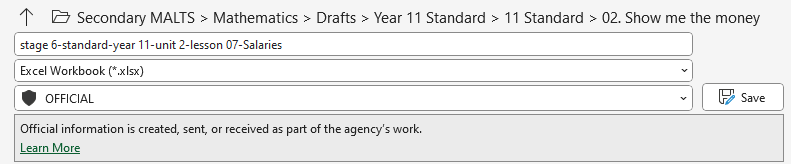 Secondary MALTS > Mathematics > Drafts > Year 11 Standard > 11 Standard > 02. Show me the money
stage 6-standard-year 11-unit 2-lesson 07-Salaries
Excel Workbook (*.xlsx)
OFFICIAL
Save
Official information is created, sent, or received as part of the agency's work.
Learn More